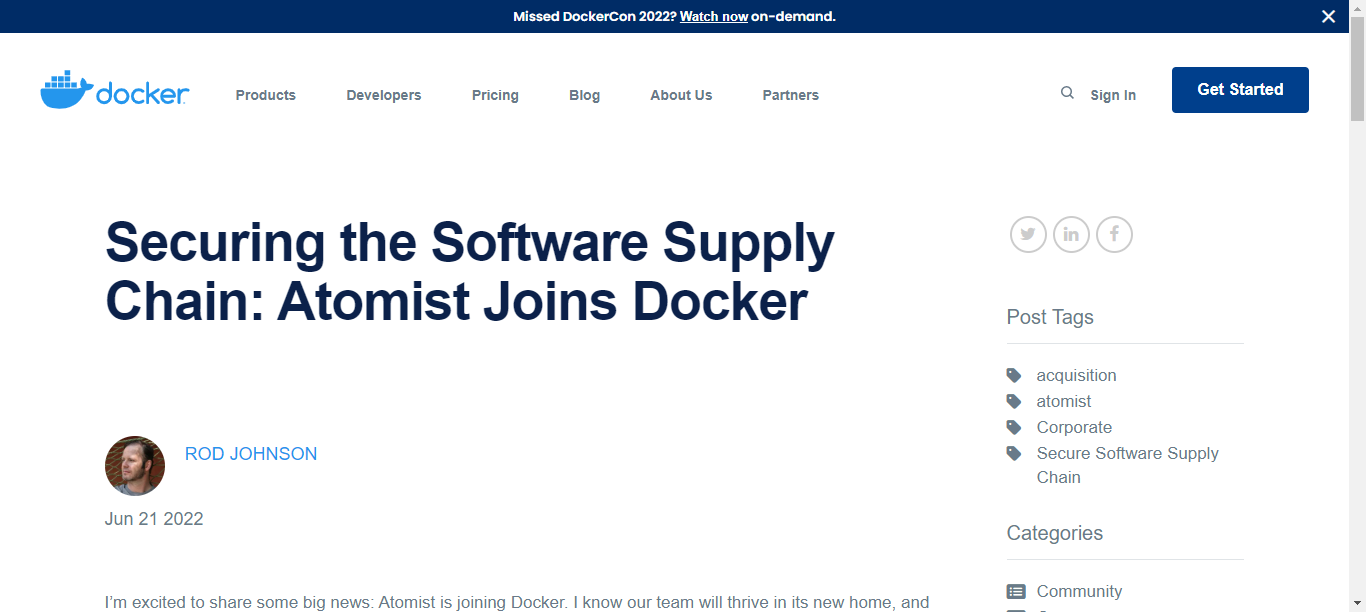 Missed DockerCon 2022? Watch now on-demand.
docker
Products
Developers
Pricing
Blog
About Us
Partners
Sign In
Get Started
Securing the Software Supply
Chain: Atomist Joins Docker
ROD JOHNSON
Jun 21 2022
I’m excited to share some big news: Atomist is joining Docker. I know our team will thrive in its new home, and
Post Tags
acquisition
atomist
Corporate
Secure Software Supply
Chain
Categories
Community